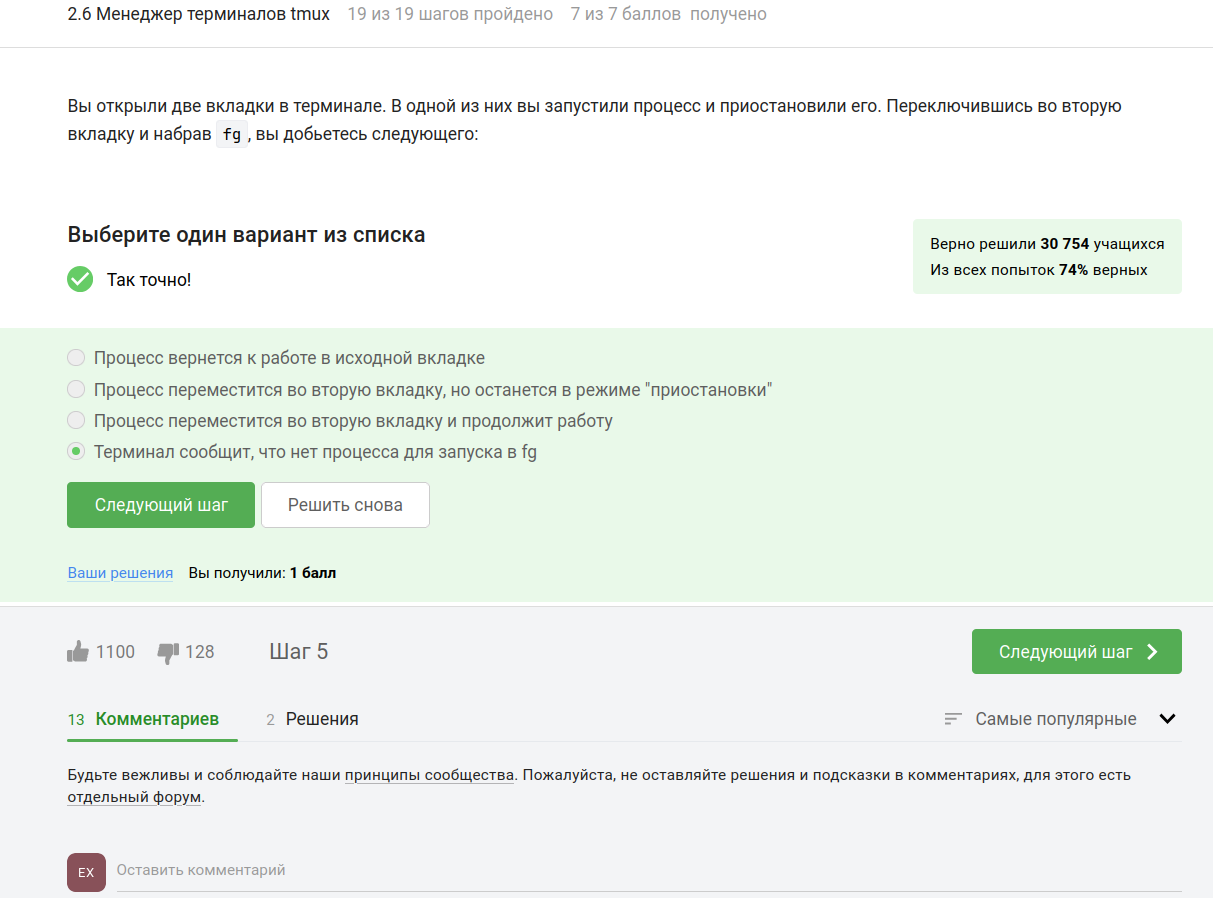 2.6 Менеджер терминалов tmux 19 из 19 шагов пройдено 7 из 7 баллов получено
Вы открыли две вкладки в терминале. В одной из них вы запустили процесс и приостановили его. Переключившись во вторую
вкладку и набрав fg, вы добьетесь следующего:
Выберите один вариант из списка
Так точно!
Верно решили 30 754 учащихся
Из всех попыток 74% верных
Процесс вернется к работе в исходной вкладке
Процесс переместится во вторую вкладку, но останется в режиме "приостановки"
Процесс переместится во вторую вкладку и продолжит работу
Терминал сообщит, что нет процесса для запуска в fg
Следующий шаг Решить снова
Ваши решения Вы получили: 1 балл
1100 128 Шаг 5 Следующий шаг
13 Комментариев 2 Решения Самые популярные
Будьте вежливы и соблюдайте наши принципы сообщества. Пожалуйста, не оставляйте решения и подсказки в комментариях, для этого есть
отдельный форум.
EX Оставить комментарий